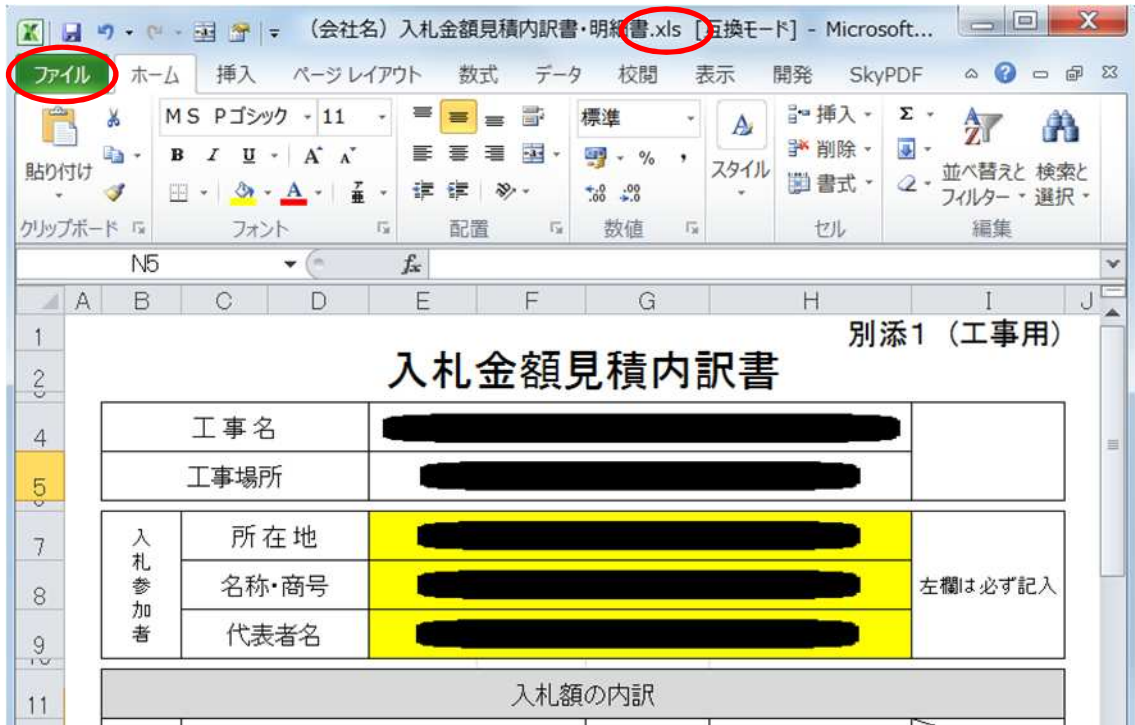 （会社名）入札金額見積内訳書・明細書.xls [互換モード] - Microsoft...
ファイル ホーム 挿入 ページ レイアウト 数式 データ 校閲 表示 開発 SkyPDF
ＭＳ Ｐゴシック 11 標準 挿入 Σ
貼り付け B I U A A % , スタイル 削除 並べ替えと 検索と
A 書式 フィルター 選択
クリップボード フォント 配置 数値 セル 編集
N5 fx
A B C D E F G H I J
1 別添1（工事用）
2 入札金額見積内訳書
4 工事名
5 工事場所
7 所在地
8 名称・商号 左欄は必ず記入
9 代表者名
入札参加者
11 入札額の内訳